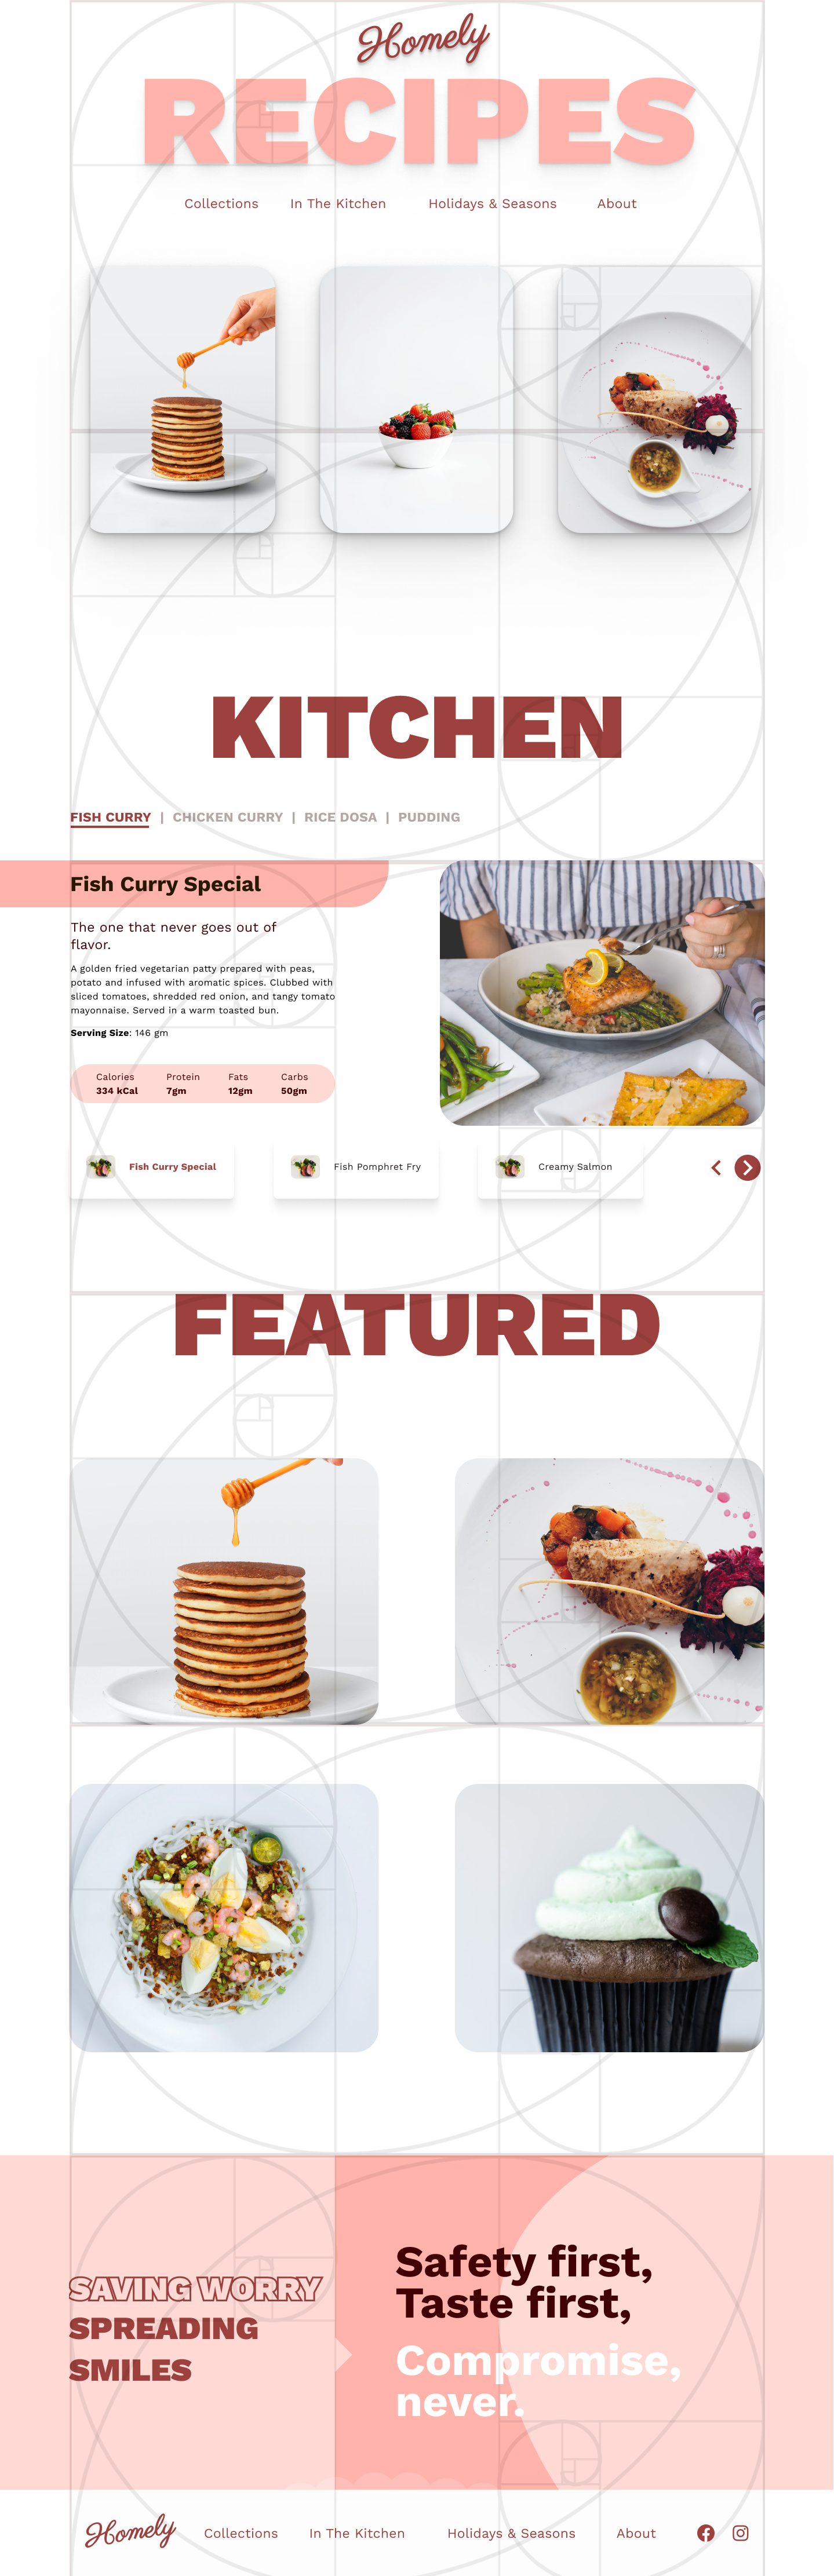 Homely
RECIPES
Collections In The Kitchen Holidays & Seasons About
KITCHEN
FISH CURRY | CHICKEN CURRY | RICE DOSA | PUDDING
Fish Curry Special
The one that never goes out of
flavor.
A golden fried vegetarian patty prepared with peas,
potato and infused with aromatic spices. Clubbed with
sliced tomatoes, shredded red onion, and tangy tomato
mayonnaise. Served in a warm toasted bun.
Serving Size: 146 gm
Calories Protein Fats Carbs
334 kCal 7gm 12gm 50gm
Fish Curry Special Fish Pomphret Fry Creamy Salmon
FEATURED
SAVING WORRY
SPREADING
SMILES
Safety first,
Taste first,
Compromise,
never.
Homely Collections In The Kitchen Holidays & Seasons About